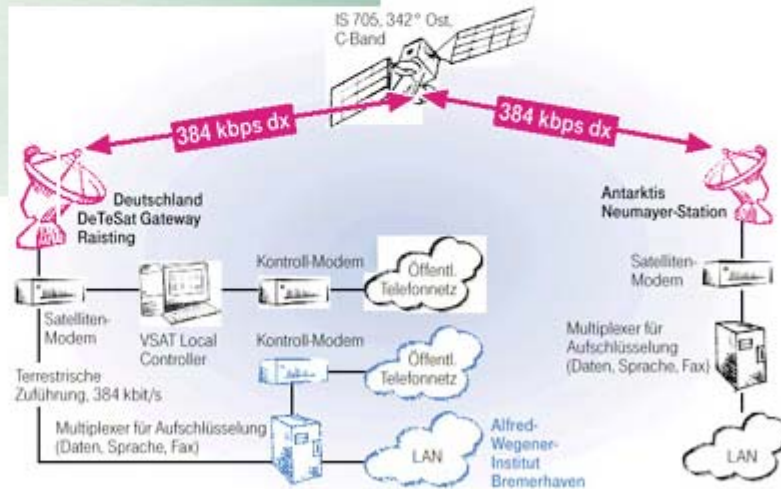 IS 705, 342° Ost,
C-Band
384 kbps dx
384 kbps dx
Deutschland
DeTeSat Gateway
Raisting
Antarktis
Neumayer-Station
Kontroll-Modem
Öffentl.
Telefonnetz
Satelliten-
Modem
Satelliten-
Modem
VSAT Local
Controller
Kontroll-Modem
Öffentl.
Telefonnetz
Multiplexer für
Aufschlüsselung
(Daten, Sprache, Fax)
Terrestrische
Zuführung, 384 kbit/s
Multiplexer für Aufschlüsselung
(Daten, Sprache, Fax)
LAN
Alfred-
Wegener-
Institut
Bremerhaven
LAN